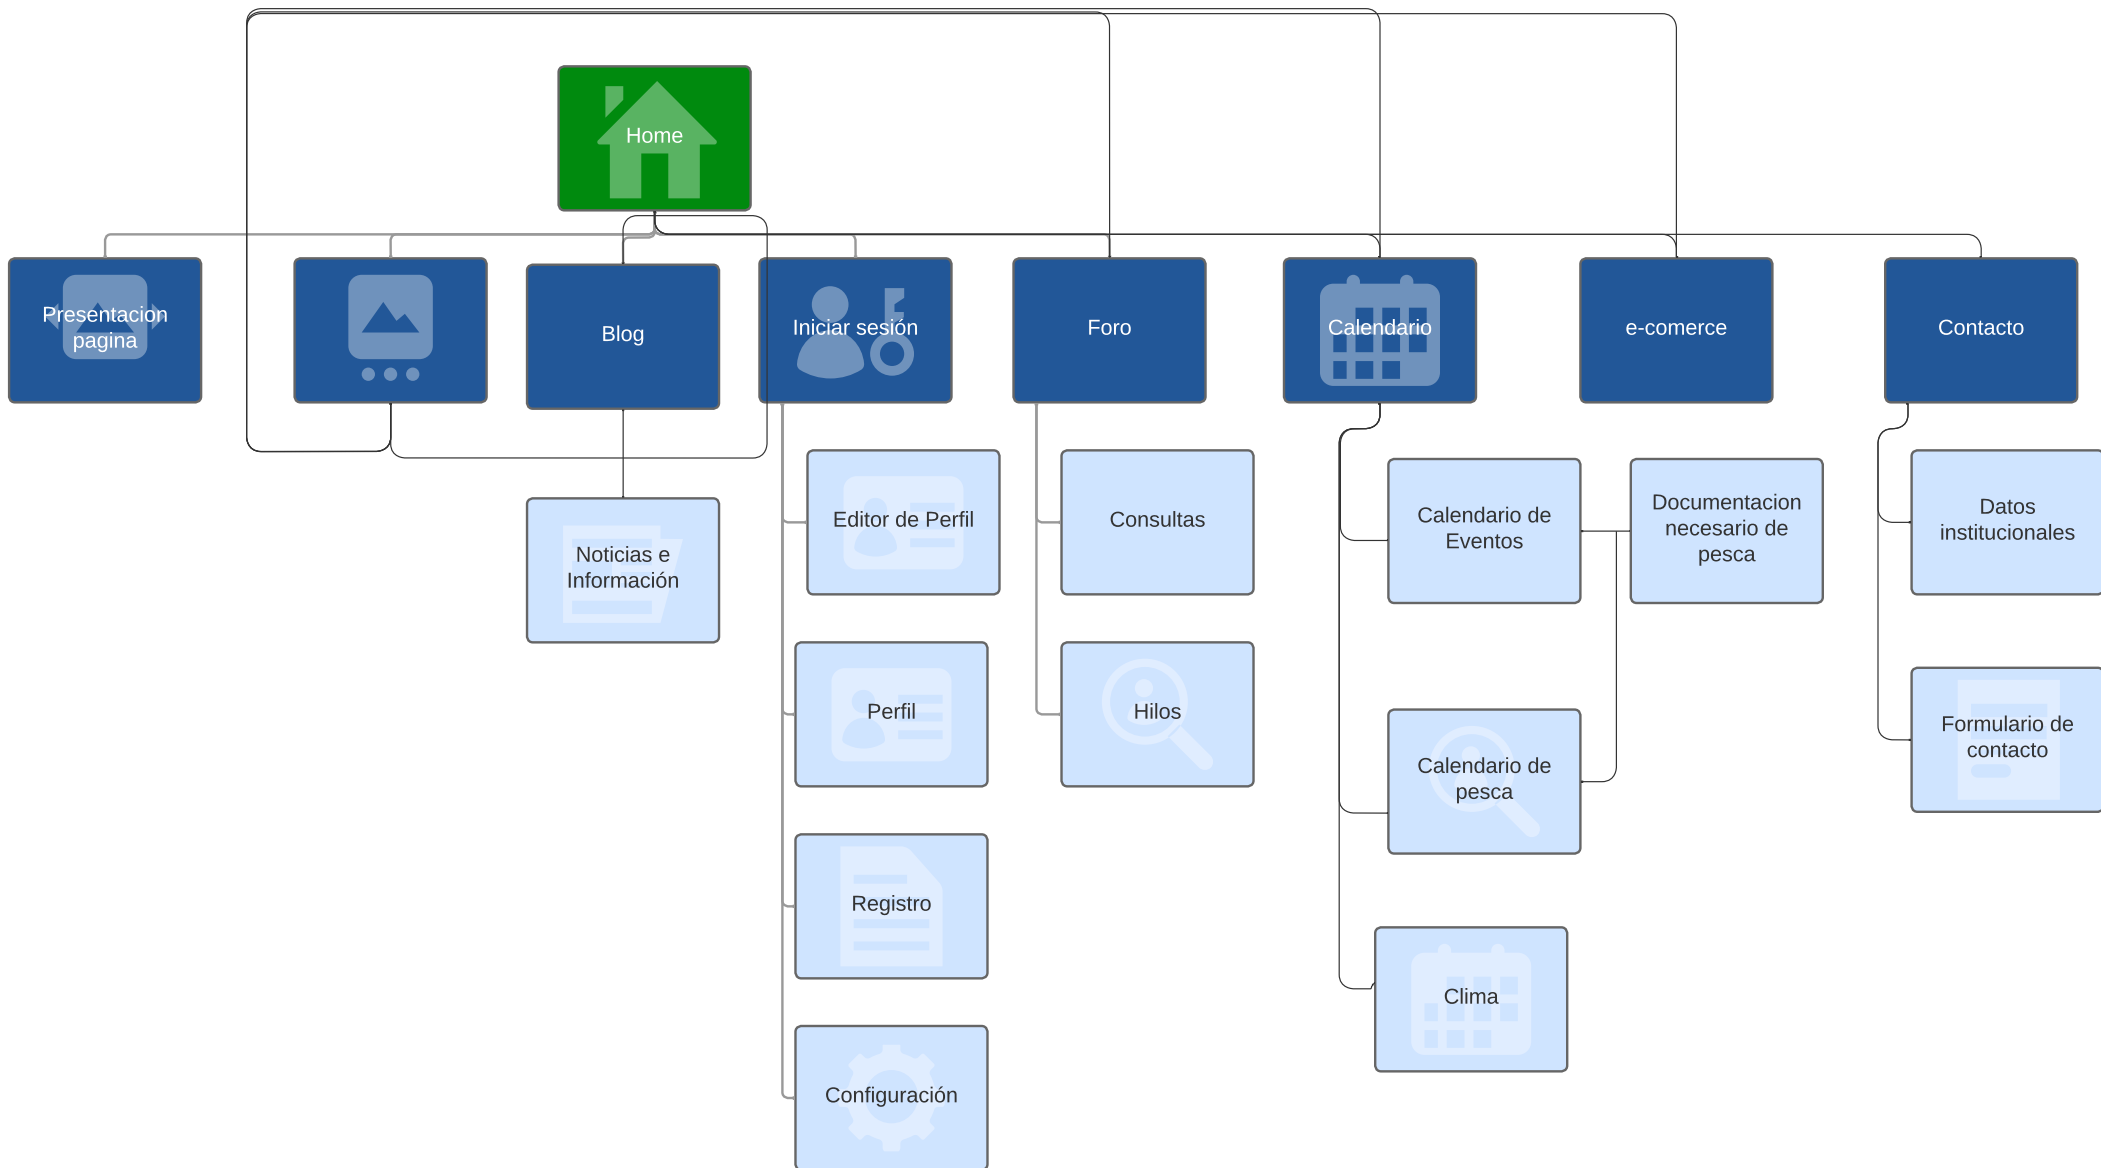 Home
Presentacion
pagina
Blog
Iniciar sesión
Foro
Calendario
e-comerce
Contacto
Editor de Perfil
Consultas
Calendario de
Eventos
Documentacion
necesario de
pesca
Datos
institucionales
Noticias e
Información
Perfil
Hilos
Calendario de
pesca
Formulario de
contacto
Registro
Clima
Configuración